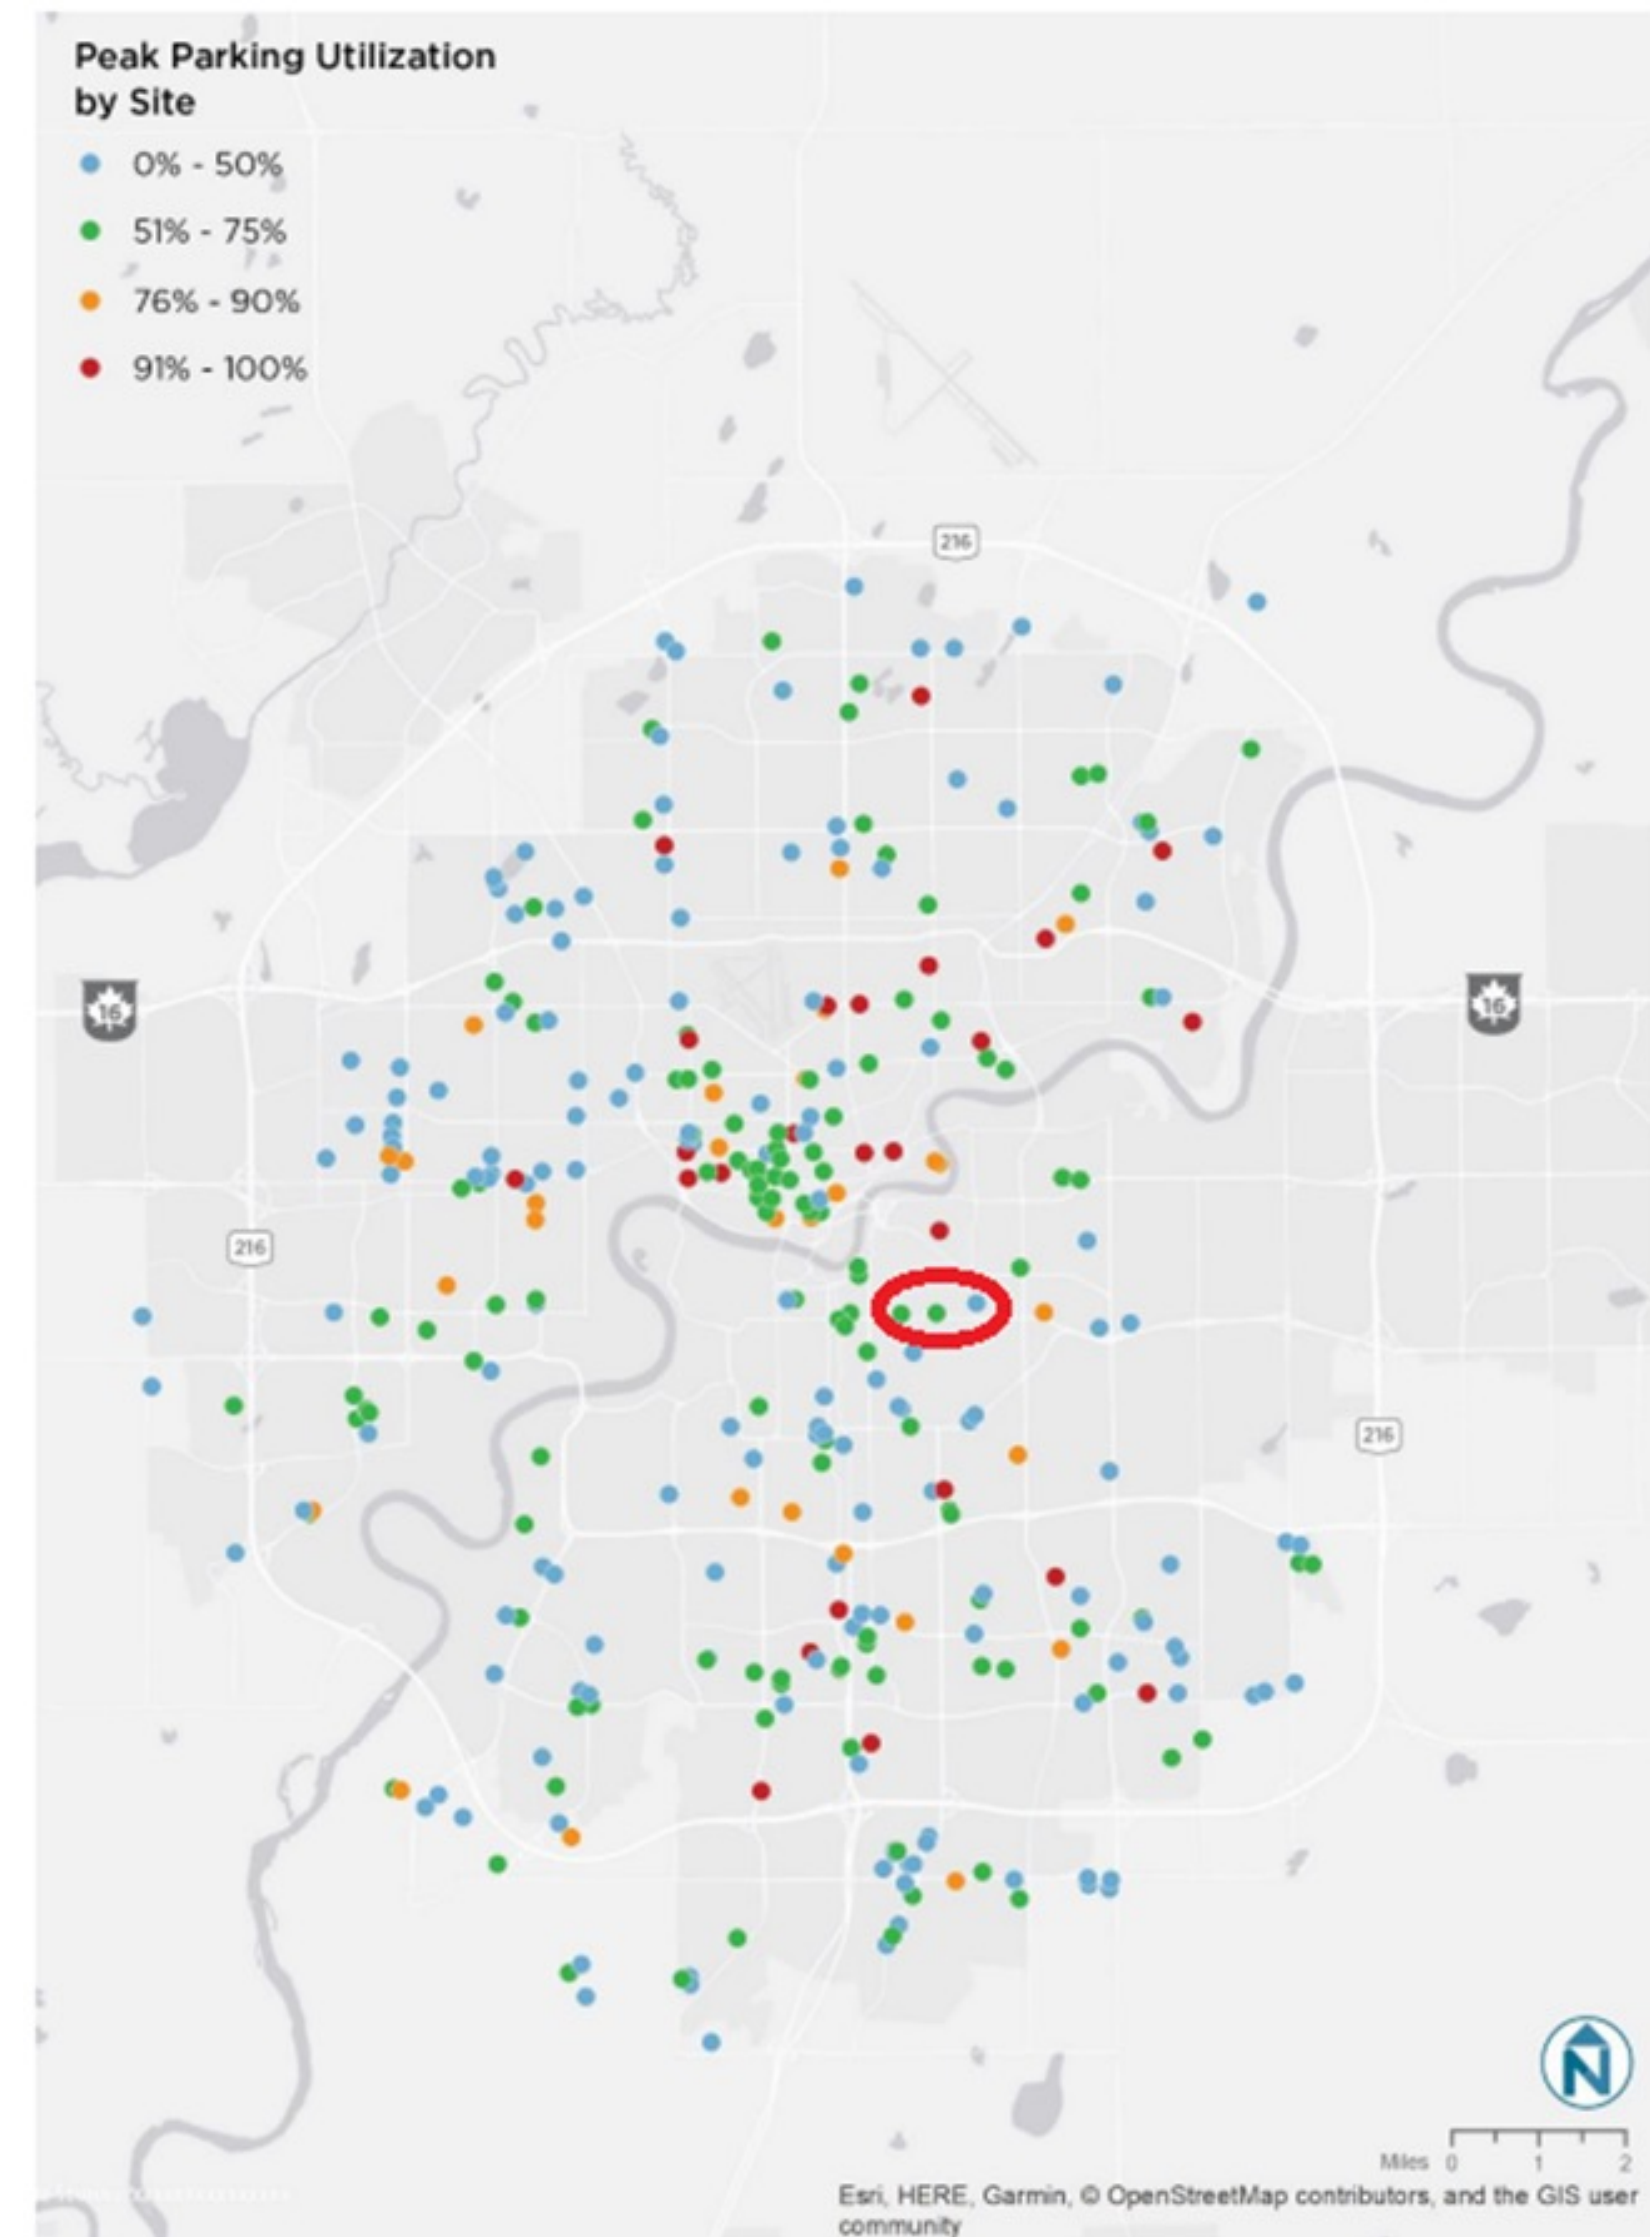 Peak Parking Utilization
by Site
0% - 50%
51% - 75%
76% - 90%
91% - 100%
216
16
16
216
216
N
Miles 0 1 2
Esri, HERE, Garmin, © OpenStreetMap contributors, and the GIS user
community